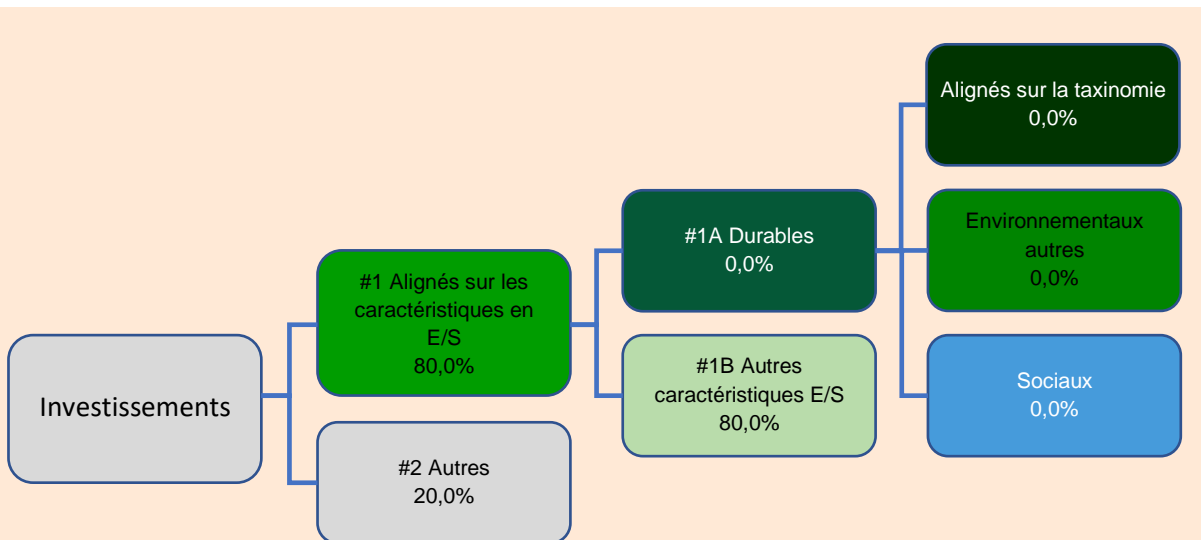 Investissements
#1 Alignés sur les
caractéristiques en
E/S
80,0%
#2 Autres
20,0%
#1A Durables
0,0%
#1B Autres
caractéristiques E/S
80,0%
Alignés sur la taxinomie
0,0%
Environnementaux
autres
0,0%
Sociaux
0,0%